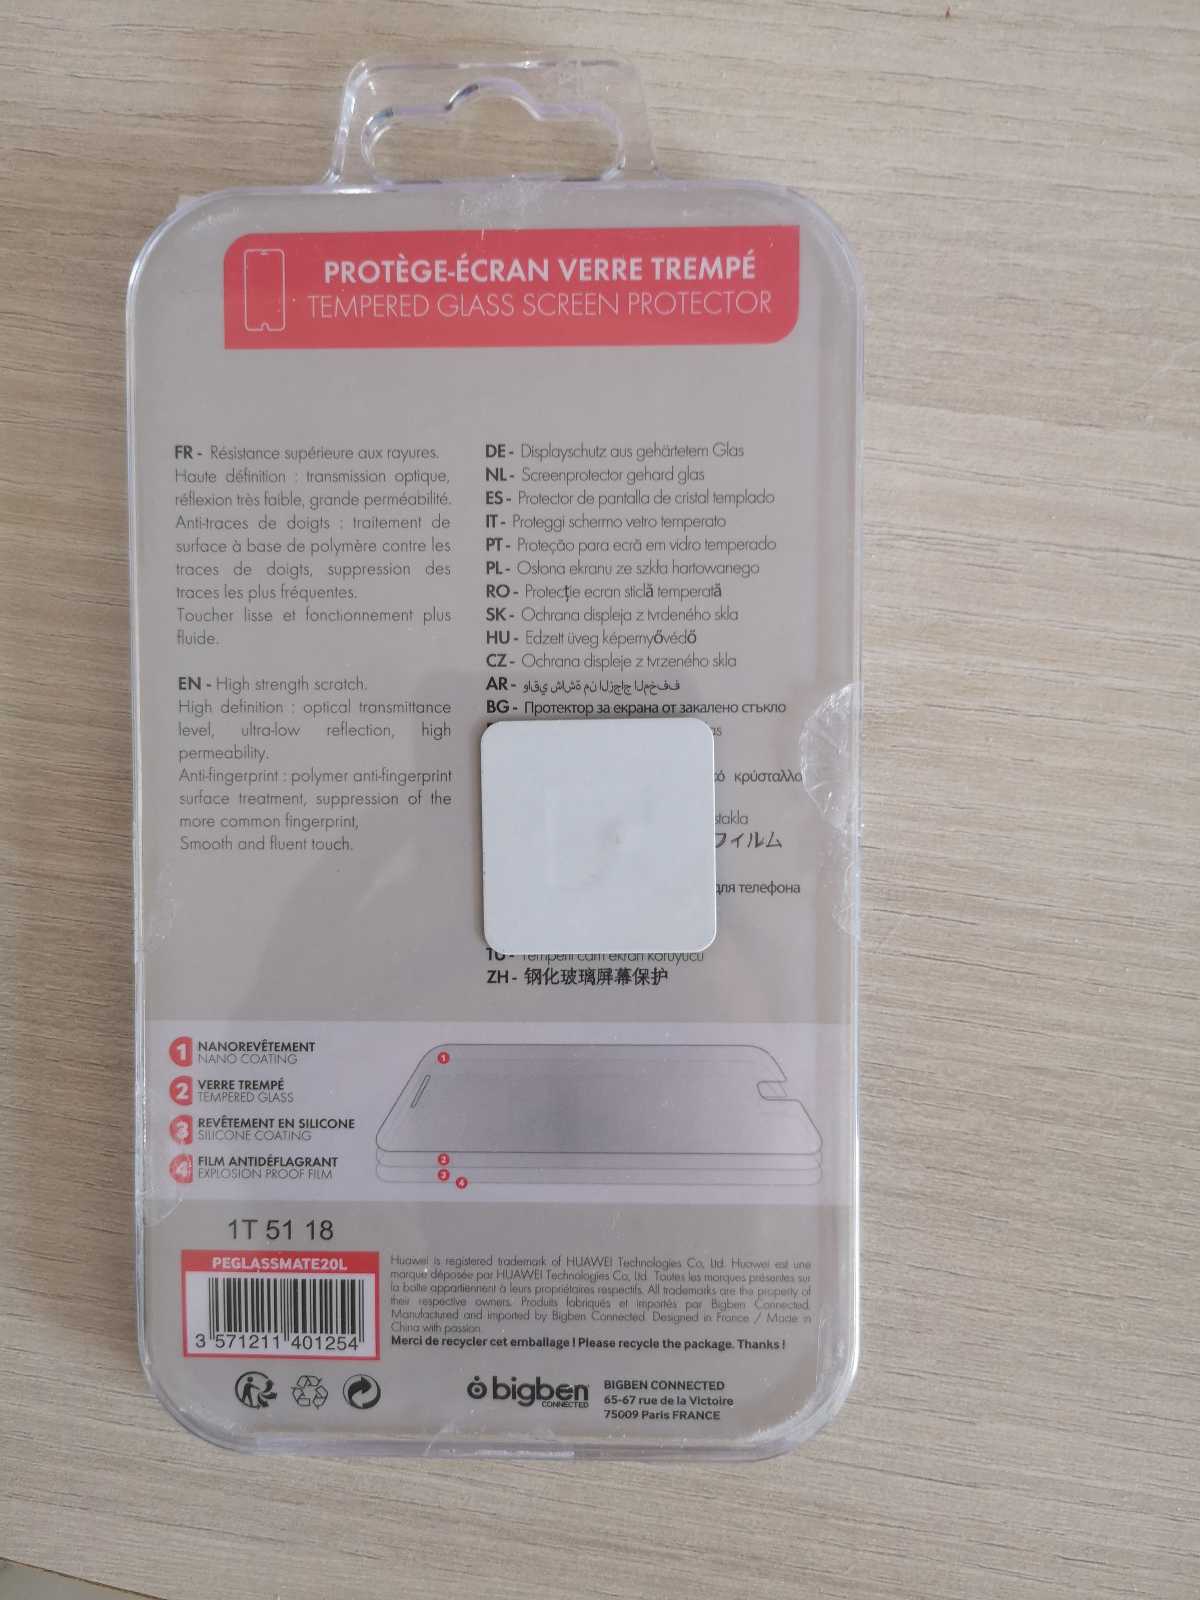 PROTÈGE-ÉCRAN VERRE TREMPÉ
TEMPERED GLASS SCREEN PROTECTOR
FR - Résistance supérieure aux rayures.
Haute définition : transmission optique,
réflexion très faible, grande perméabilité.
Anti-traces de doigts : traitement de
surface à base de polymère contre les
traces de doigts, suppression des
traces les plus fréquentes.
Toucher lisse et fonctionnement plus
fluide.
EN - High strength scratch.
High definition : optical transmittance
level, ultra-low reflection, high
permeability.
Anti-fingerprint : polymer anti-fingerprint
surface treatment, suppression of the
more common fingerprint,
Smooth and fluent touch.
DE - Displayschutz aus gehärtetem Glas
NL - Screenprotector gehard glas
ES - Protector de pantalla de cristal templado
IT - Proteggi schermo vetro temperato
PT - Proteção para ecrã em vidro temperado
PL - Osłona ekranu ze szkła hartowanego
RO - Protecție ecran sticlă temperată
SK - Ochrana displeja z tvrdeného skla
HU - Edzett üveg képernyővédő
CZ - Ochrana displeje z tvrzeného skla
AR - واقي شاشة من الزجاج المخفف
BG - Протектор за екрана от закалено стъкло
κρύσταλλο
フィルム
для телефона
TU - Temperli cam ekran koruyucu
ZH - 钢化玻璃屏幕保护
1 NANOREVÊTEMENT
NANO COATING
2 VERRE TREMPÉ
TEMPERED GLASS
3 REVÊTEMENT EN SILICONE
SILICONE COATING
4 FILM ANTIDÉFLAGRANT
EXPLOSION PROOF FILM
1
2
3
4
1T 51 18
PEGLASSMATE20L
3 571211 401254
Huawei is registered trademark of HUAWEI Technologies Co, Ltd. Huawei est une
marque déposée par HUAWEI Technologies Co, Ltd. Toutes les marques présentes sur
la boîte appartiennent à leurs propriétaires respectifs. All trademarks are the property of
their respective owners. Produits fabriqués et importés par Bigben Connected.
Manufactured and imported by Bigben Connected. Designed in France / Made in
China with passion.
Merci de recycler cet emballage ! Please recycle the package. Thanks !
bigben
CONNECTED
BIGBEN CONNECTED
65-67 rue de la Victoire
75009 Paris FRANCE